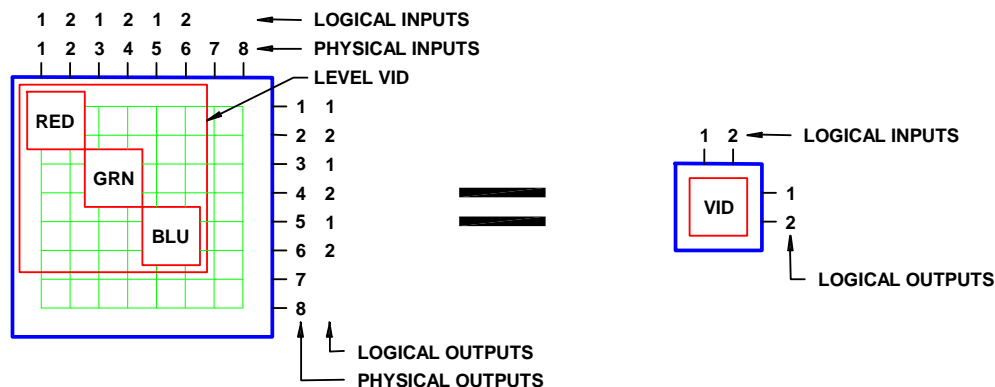 1 2 1 2 1 2 LOGICAL INPUTS
1 2 3 4 5 6 7 8 PHYSICAL INPUTS
LEVEL VID
RED
GRN
BLU
1 1
2 2
3 1
4 2
5 1
6 2
7
8
LOGICAL OUTPUTS
PHYSICAL OUTPUTS
1 2 LOGICAL INPUTS
VID
1
2
LOGICAL OUTPUTS